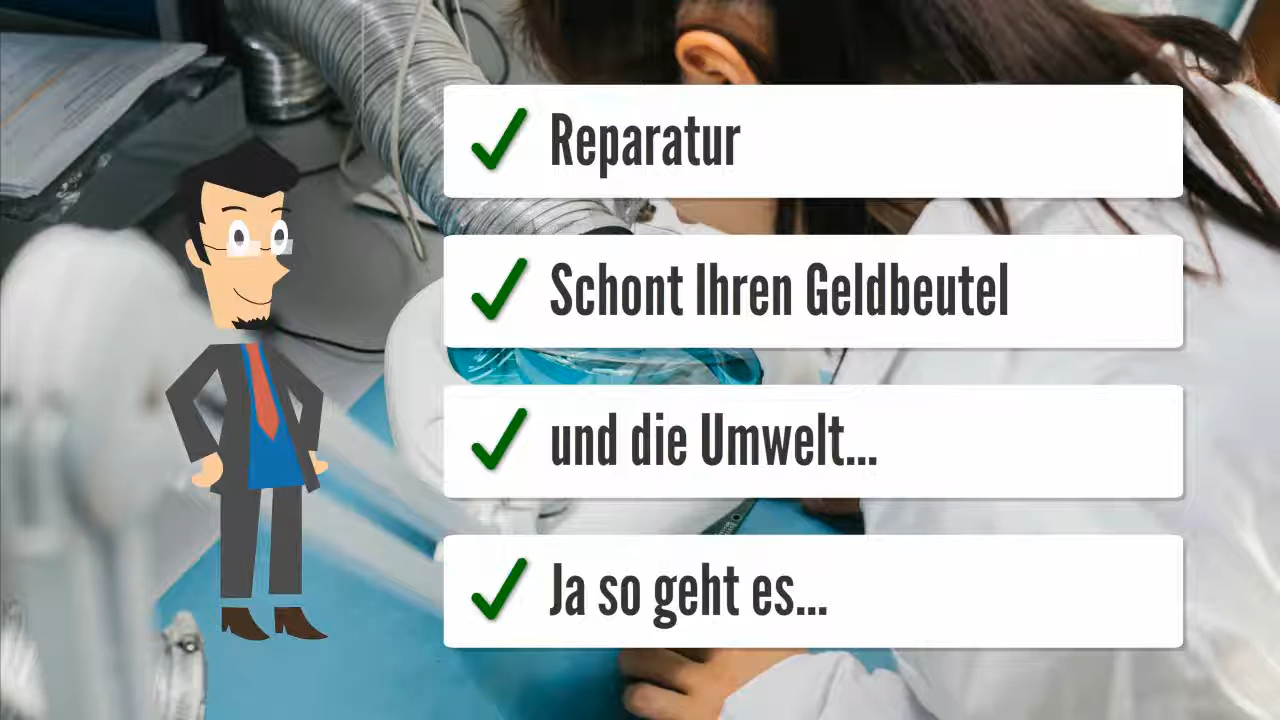 Reparatur
Schont Ihren Geldbeutel
und die Umwelt...
Ja so geht es...